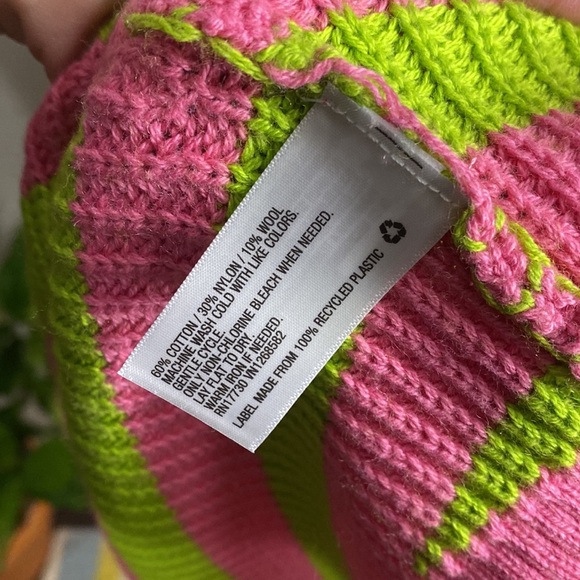 60% COTTON / 30% NYLON / 10% WOOL
MACHINE WASH COLD WITH LIKE COLORS.
GENTLE CYCLE.
ONLY NON-CHLORINE BLEACH WHEN NEEDED.
LAY FLAT TO DRY.
WARM IRON IF NEEDED.
RN17730 VN1268582
LABEL MADE FROM 100% RECYCLED PLASTIC